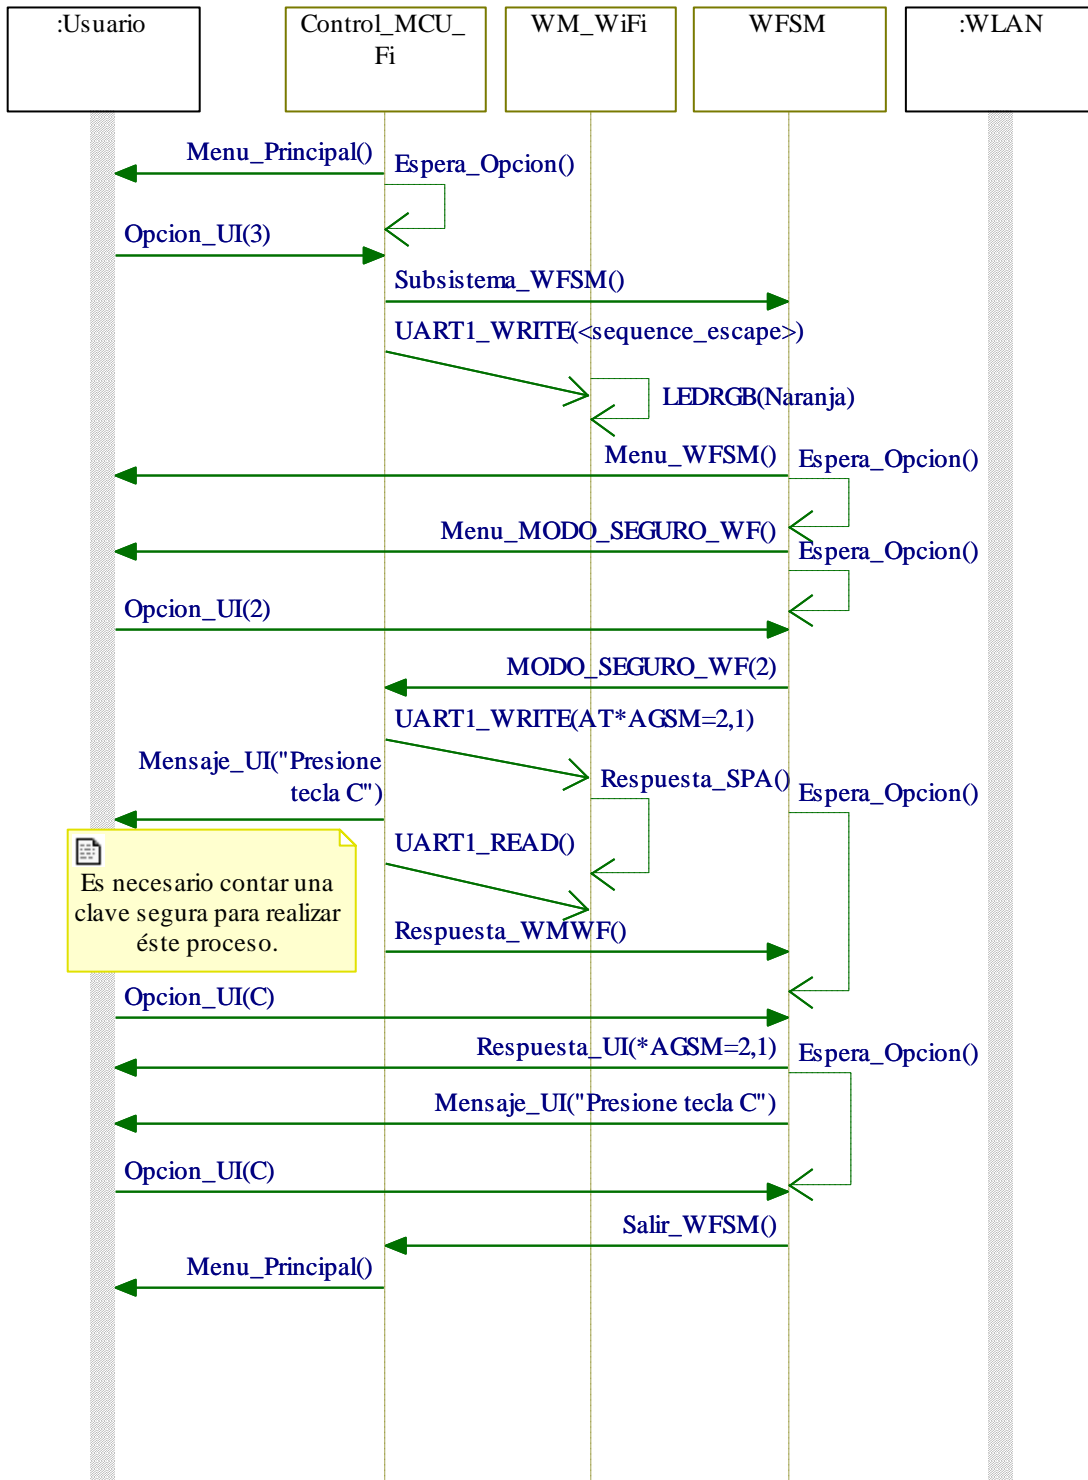 :Usuario
Control_MCU_
Fi
WM_WiFi
WFSM
:WLAN
Menu_Principal()
Espera_Opcion()
Opcion_UI(3)
Subsistema_WFSM()
UART1_WRITE(<sequence_escape>)
LEDRGB(Naranja)
Menu_WFSM()
Espera_Opcion()
Menu_MODO_SEGURO_WF()
Espera_Opcion()
Opcion_UI(2)
MODO_SEGURO_WF(2)
UART1_WRITE(AT*AGSM=2,1)
Mensaje_UI("Presione
tecla C")
Respuesta_SPA()
Espera_Opcion()
UART1_READ()
Es necesario contar una
clave segura para realizar
éste proceso.
Respuesta_WMWF()
Opcion_UI(C)
Respuesta_UI(*AGSM=2,1)
Espera_Opcion()
Mensaje_UI("Presione tecla C")
Opcion_UI(C)
Salir_WFSM()
Menu_Principal()